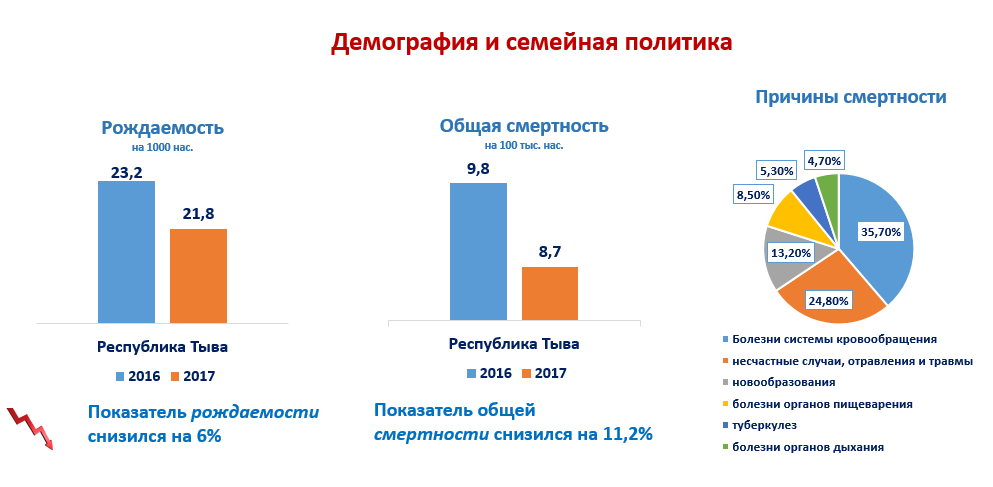 Демография и семейная политика
Рождаемость
на 1000 нас.
23,2
21,8
Республика Тыва
2016
2017
Показатель рождаемости
снизился на 6%
Общая смертность
на 100 тыс. нас.
9,8
8,7
Республика Тыва
2016
2017
Показатель общей
смертности снизился на 11,2%
Причины смертности
4,70%
5,30%
8,50%
13,20%
35,70%
24,80%
Болезни системы кровообращения
несчастные случаи, отравления и травмы
новообразования
болезни органов пищеварения
туберкулез
болезни органов дыхания